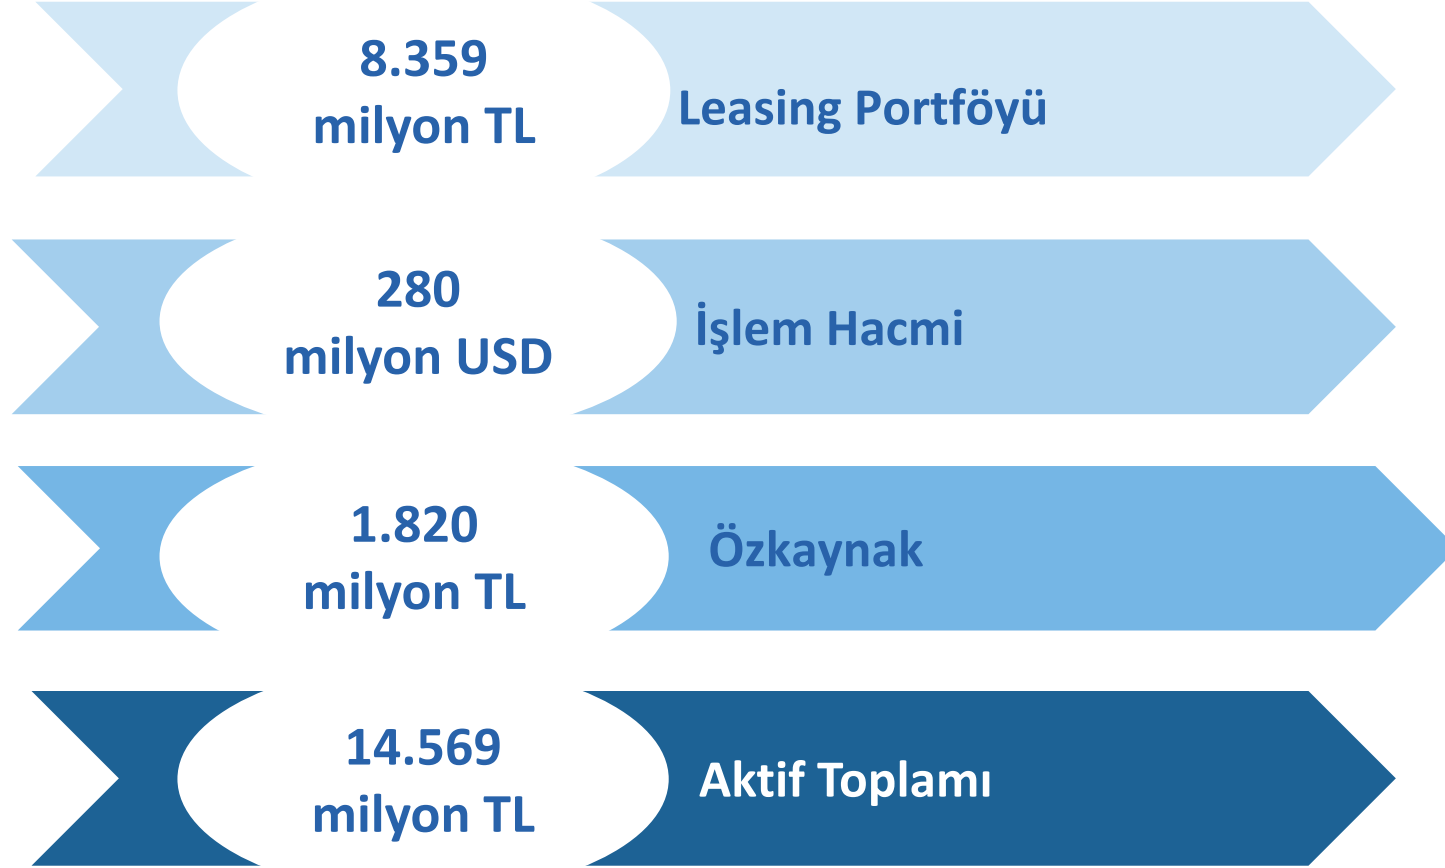 8.359
milyon TL
Leasing Portföyü
280
milyon USD
İşlem Hacmi
1.820
milyon TL
Özkaynak
14.569
milyon TL
Aktif Toplamı